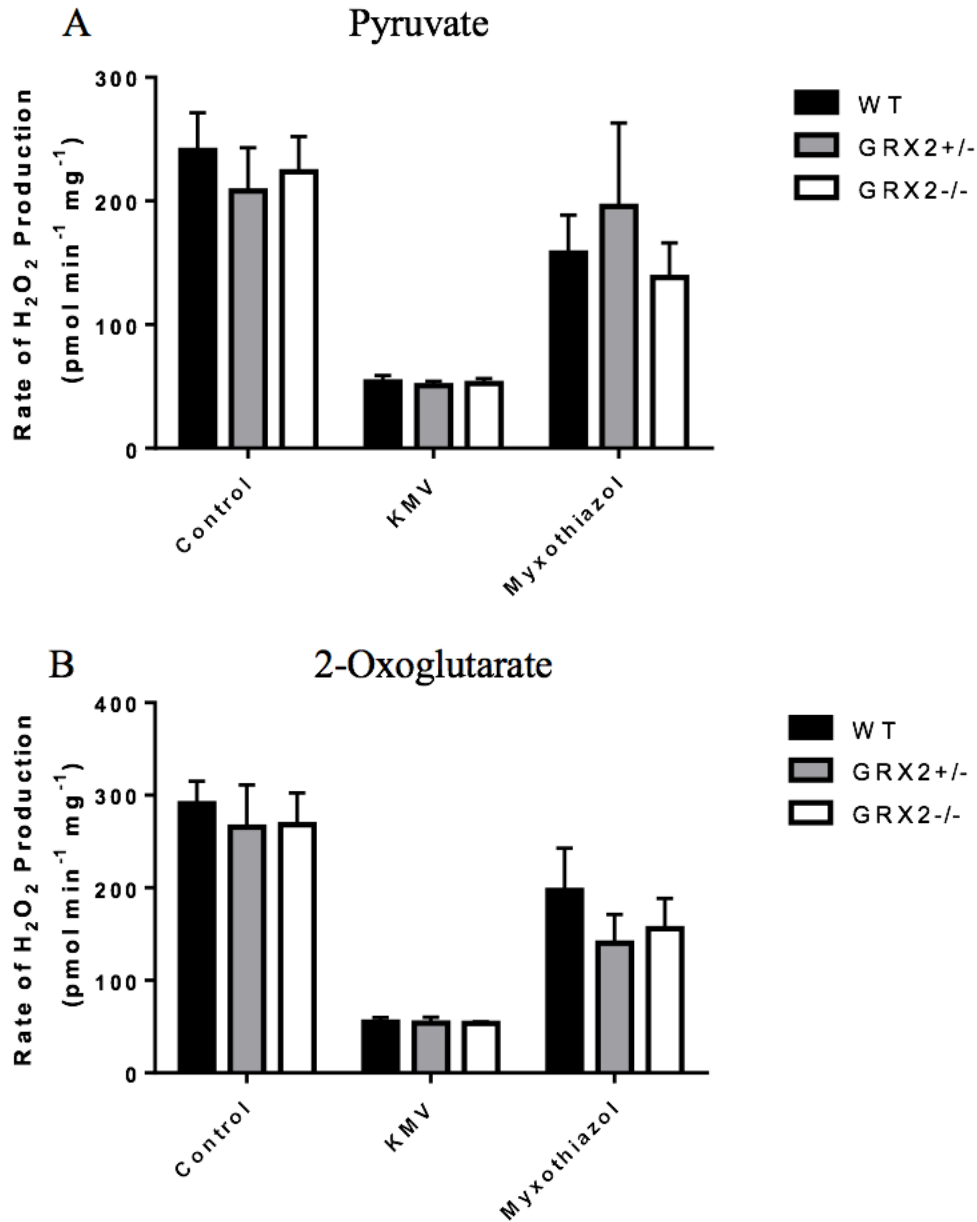 A
Pyruvate
Rate of H₂O₂ Production
(pmol min⁻¹ mg⁻¹)
300
200
100
0
Control
KMV
Myxothiazol
WT
GRX2+/-
GRX2-/-
B
2-Oxoglutarate
Rate of H₂O₂ Production
(pmol min⁻¹ mg⁻¹)
400
300
200
100
0
Control
KMV
Myxothiazol
WT
GRX2+/-
GRX2-/-